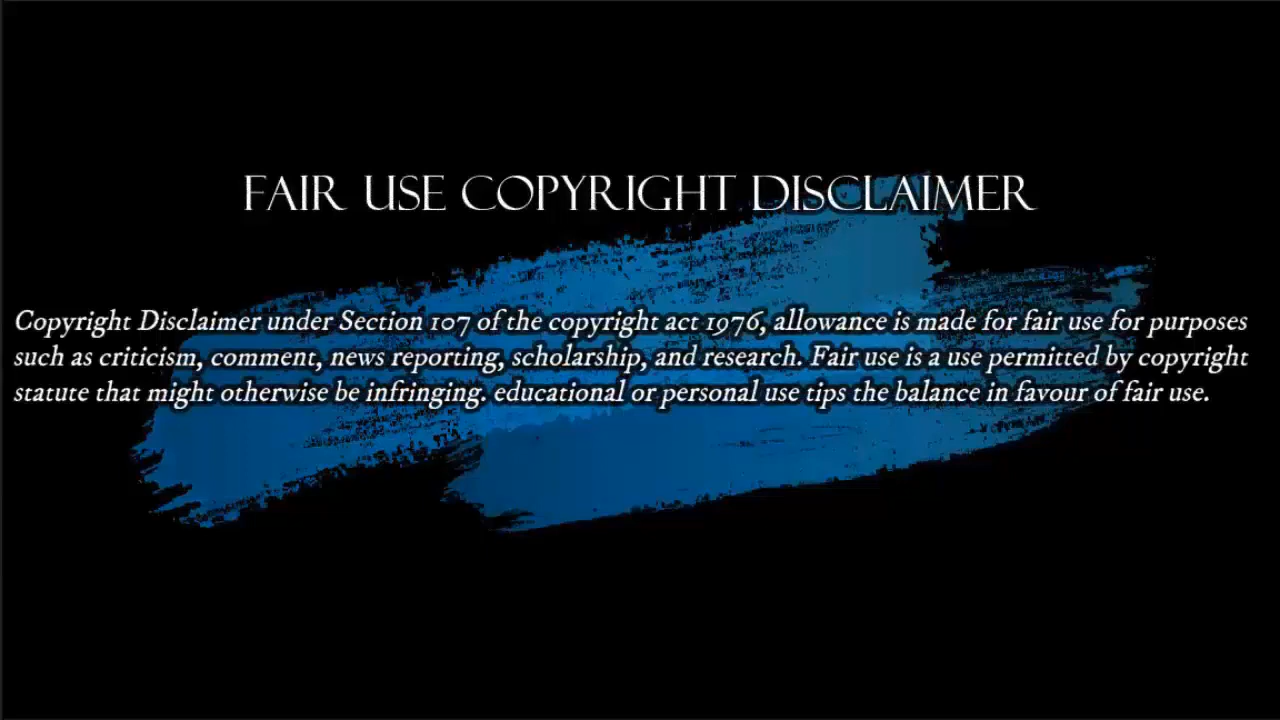 FAIR USE COPYRIGHT DISCLAIMER
Copyright Disclaimer under Section 107 of the copyright act 1976, allowance is made for fair use for purposes
such as criticism, comment, news reporting, scholarship, and research. Fair use is a use permitted by copyright
statute that might otherwise be infringing. educational or personal use tips the balance in favour of fair use.